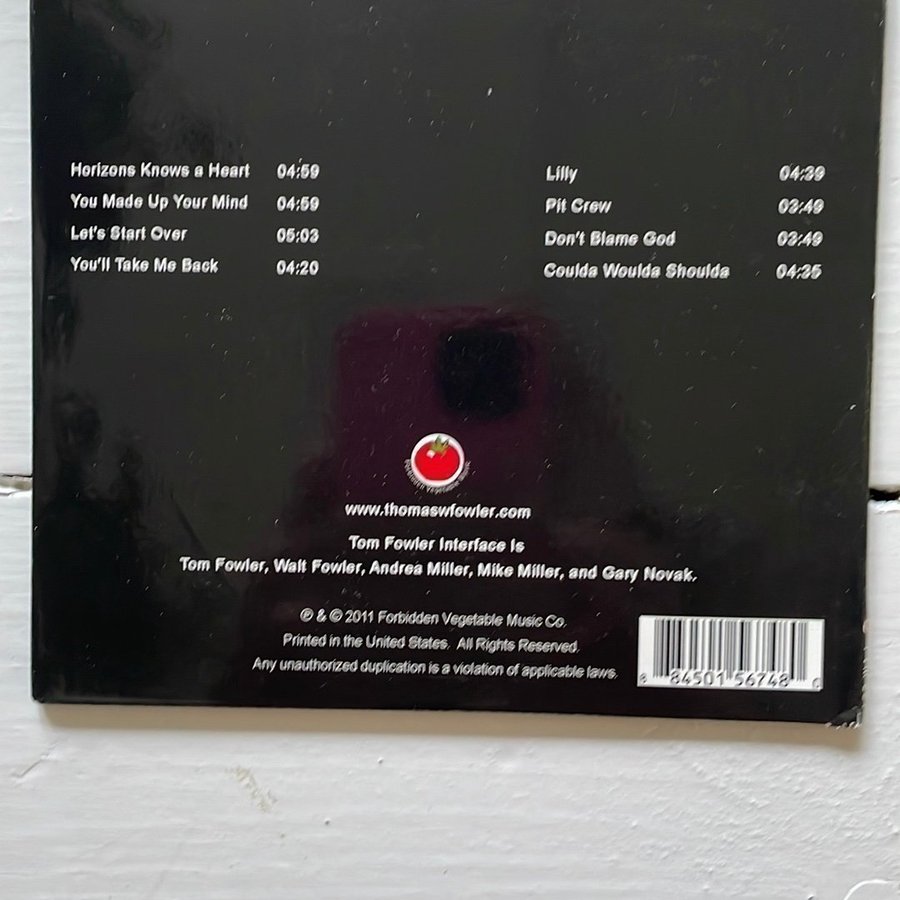 Horizons Knows a Heart 04:59
You Made Up Your Mind 04:59
Let's Start Over 05:03
You'll Take Me Back 04:20
Lilly 04:39
Pit Crew 03:49
Don't Blame God 03:49
Coulda Woulda Shoulda 04:35
Forbidden Vegetable Music
www.thomaswfowler.com
Tom Fowler Interface Is
Tom Fowler, Walt Fowler, Andrea Miller, Mike Miller, and Gary Novak.
℗ & © 2011 Forbidden Vegetable Music Co.
Printed in the United States. All Rights Reserved.
Any unauthorized duplication is a violation of applicable laws.
8 84501 56748